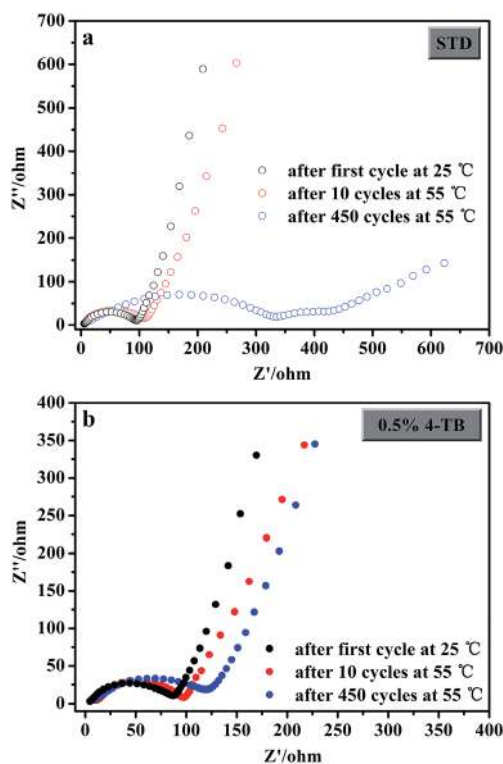 a
STD
600
500
400
300
200
100
0
Z''/ohm
after first cycle at 25 ℃
after 10 cycles at 55 ℃
after 450 cycles at 55 ℃
0 100 200 300 400 500 600 700
Z'/ohm
b
0.5% 4-TB
400
350
300
250
200
150
100
50
0
Z''/ohm
after first cycle at 25 ℃
after 10 cycles at 55 ℃
after 450 cycles at 55 ℃
0 50 100 150 200 250 300 350 400
Z'/ohm